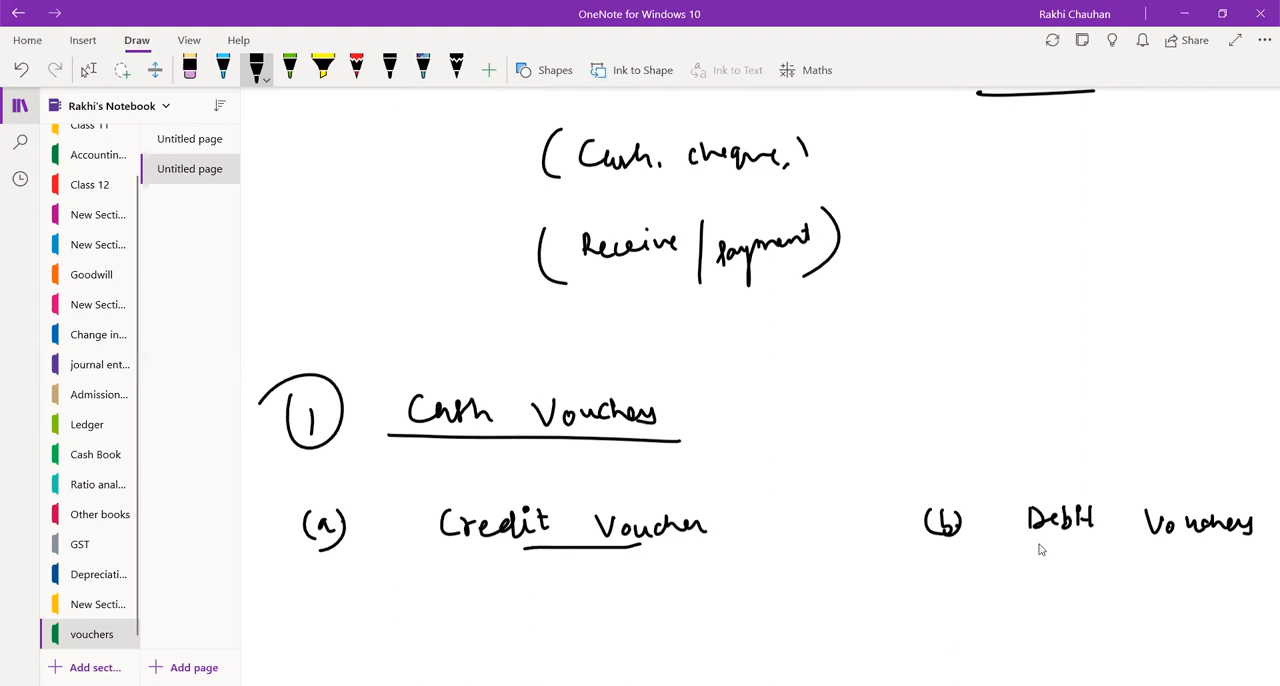 OneNote for Windows 10
Rakhi Chauhan
Home Insert Draw View Help
Share
Shapes Ink to Shape Ink to Text Maths
Rakhi's Notebook
Class 11
Accountin...
Class 12
New Secti...
New Secti...
Goodwill
New Secti...
Change in...
journal ent...
Admission...
Ledger
Cash Book
Ratio anal...
Other books
GST
Depreciati...
New Secti...
vouchers
Add sect...
Untitled page
Untitled page
Add page
(Cash, cheque,)
(Receive | payment)
1 Cash Vouchers
(a) Credit Voucher (b) Debit Vouchers